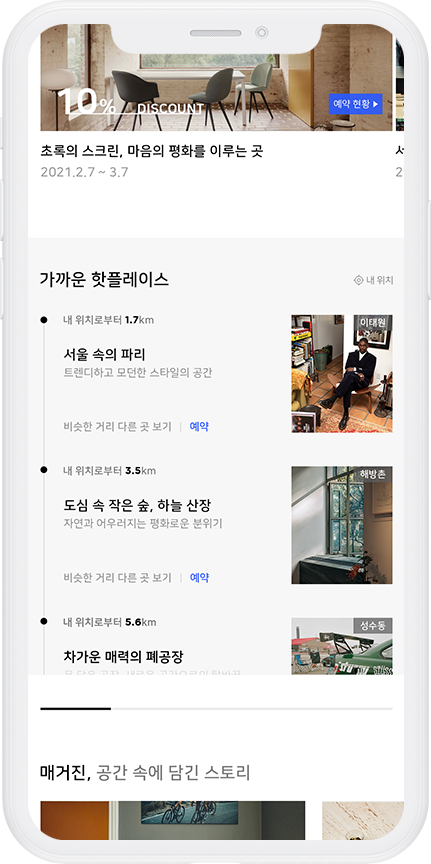 10% DISCOUNT
예약 현황 ▶
초록의 스크린, 마음의 평화를 이루는 곳
2021.2.7 ~ 3.7
가까운 핫플레이스
내 위치
내 위치로부터 1.7km
이태원
서울 속의 파리
트렌디하고 모던한 스타일의 공간
비슷한 거리 다른 곳 보기 | 예약
내 위치로부터 3.5km
해방촌
도심 속 작은 숲, 하늘 산장
자연과 어우러지는 평화로운 분위기
비슷한 거리 다른 곳 보기 | 예약
내 위치로부터 5.6km
성수동
차가운 매력의 폐공장
매거진, 공간 속에 담긴 스토리